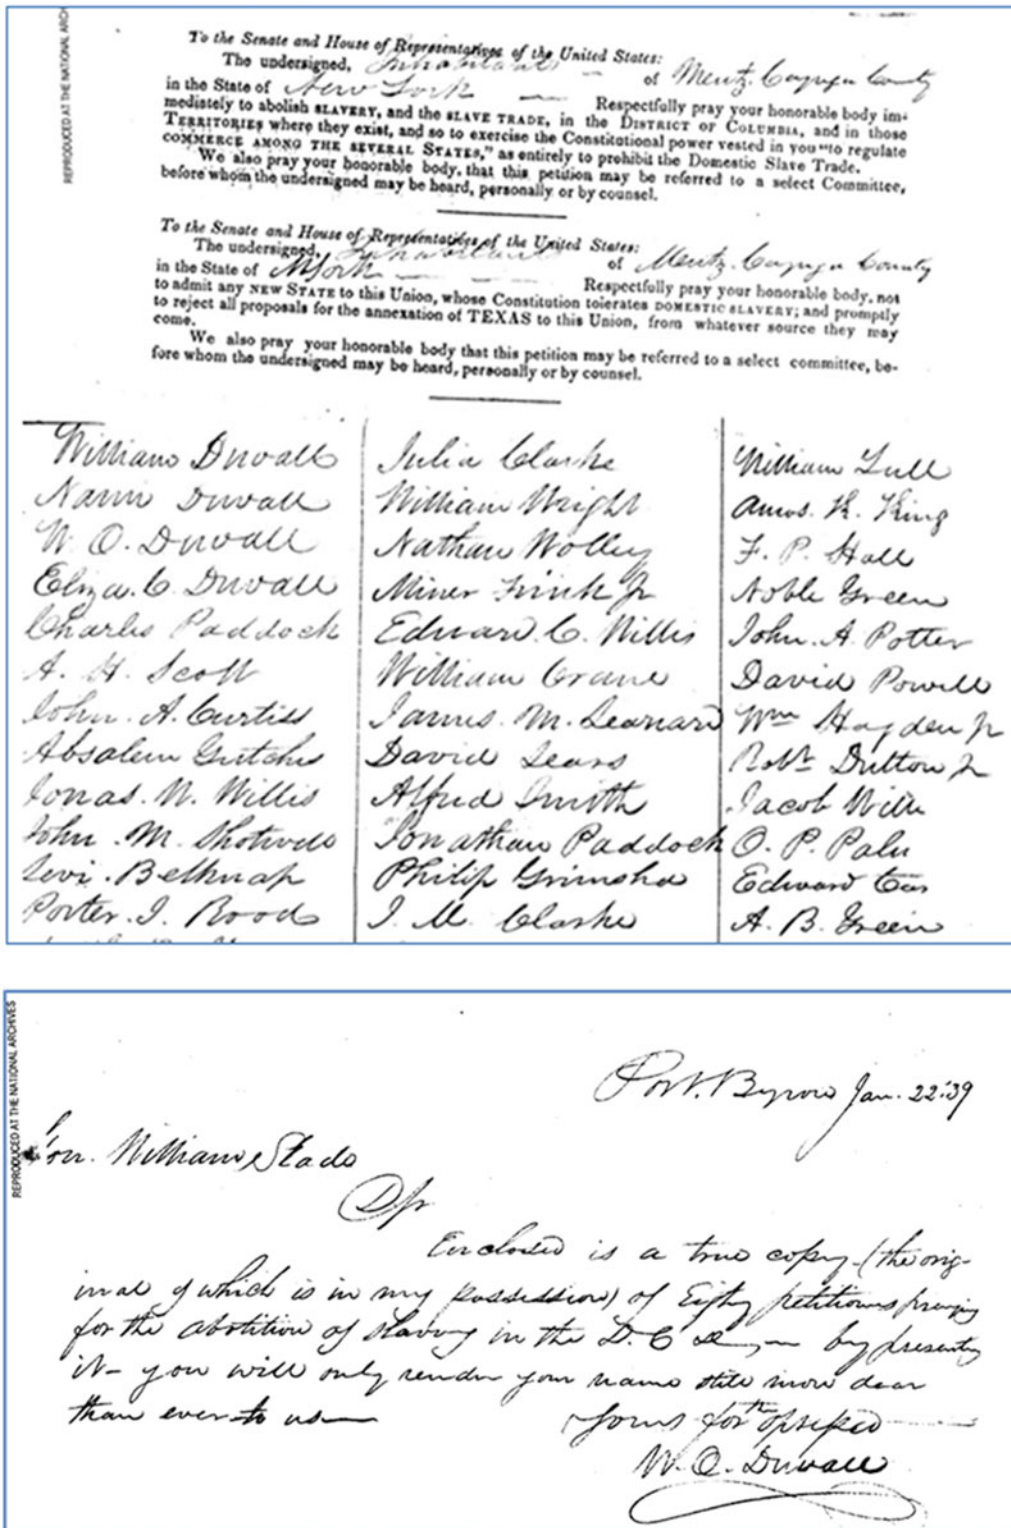 REPRODUCED AT THE NATIONAL ARCH
To the Senate and House of Representatives of the United States:
The undersigned, Inhabitants of Mentz. Cayuga County
in the State of New York Respectfully pray your honorable body im-
mediately to abolish SLAVERY, and the SLAVE TRADE, in the DISTRICT OF COLUMBIA, and in those
TERRITORIES where they exist, and so to exercise the Constitutional power vested in you "to regulate
COMMERCE AMONG THE SEVERAL STATES," as entirely to prohibit the Domestic Slave Trade.
We also pray your honorable body, that this petition may be referred to a select Committee,
before whom the undersigned may be heard, personally or by counsel.
To the Senate and House of Representatives of the United States:
The undersigned, Inhabitants of Mentz. Cayuga County
in the State of NYork Respectfully pray your honorable body, not
to admit any NEW STATE to this Union, whose Constitution tolerates DOMESTIC SLAVERY; and promptly
to reject all proposals for the annexation of TEXAS to this Union, from whatever source they may
come.
We also pray your honorable body that this petition may be referred to a select committee, be-
fore whom the undersigned may be heard, personally or by counsel.
William Duvall
Duvall
W. O. Duvall
Eliza. C. Duvall
Charles Paddock
A. H. Scott
John. A. Curtiss
Absalem Gutches
Jonas. N. Willis
John. M.
Levi. Belknap
Porter. I. Roods
Julia Clarke
William Wright
Nathan Wolley
Miner Frink Jr
Edward. C. Willis
William Crane
James. M. Leanard
David Sears
Alfred Smith
Jonathan Paddock
Philip Grimsha
I. M. Clarke
William Lull
Amos. K. King
F. P. Hall
Noble Green
John. A. Potter
David Powell
Wm Hayden Jr
Robt Dutton Jr
Jacob
O. P.
Edward
A. B. Green
REPRODUCED AT THE NATIONAL ARCHIVES
Port. Byron Jan. 22. 39
Hon. William Slade
Dr Sr
Enclosed is a true copy (the orig-
inal of which is in my possession) of Eighty petitioners praying
for the abolition of slavery in the D. C by presenting
it - you will only render your name still more dear
than ever to us
Yours for the oprssed
W. O. Duvall